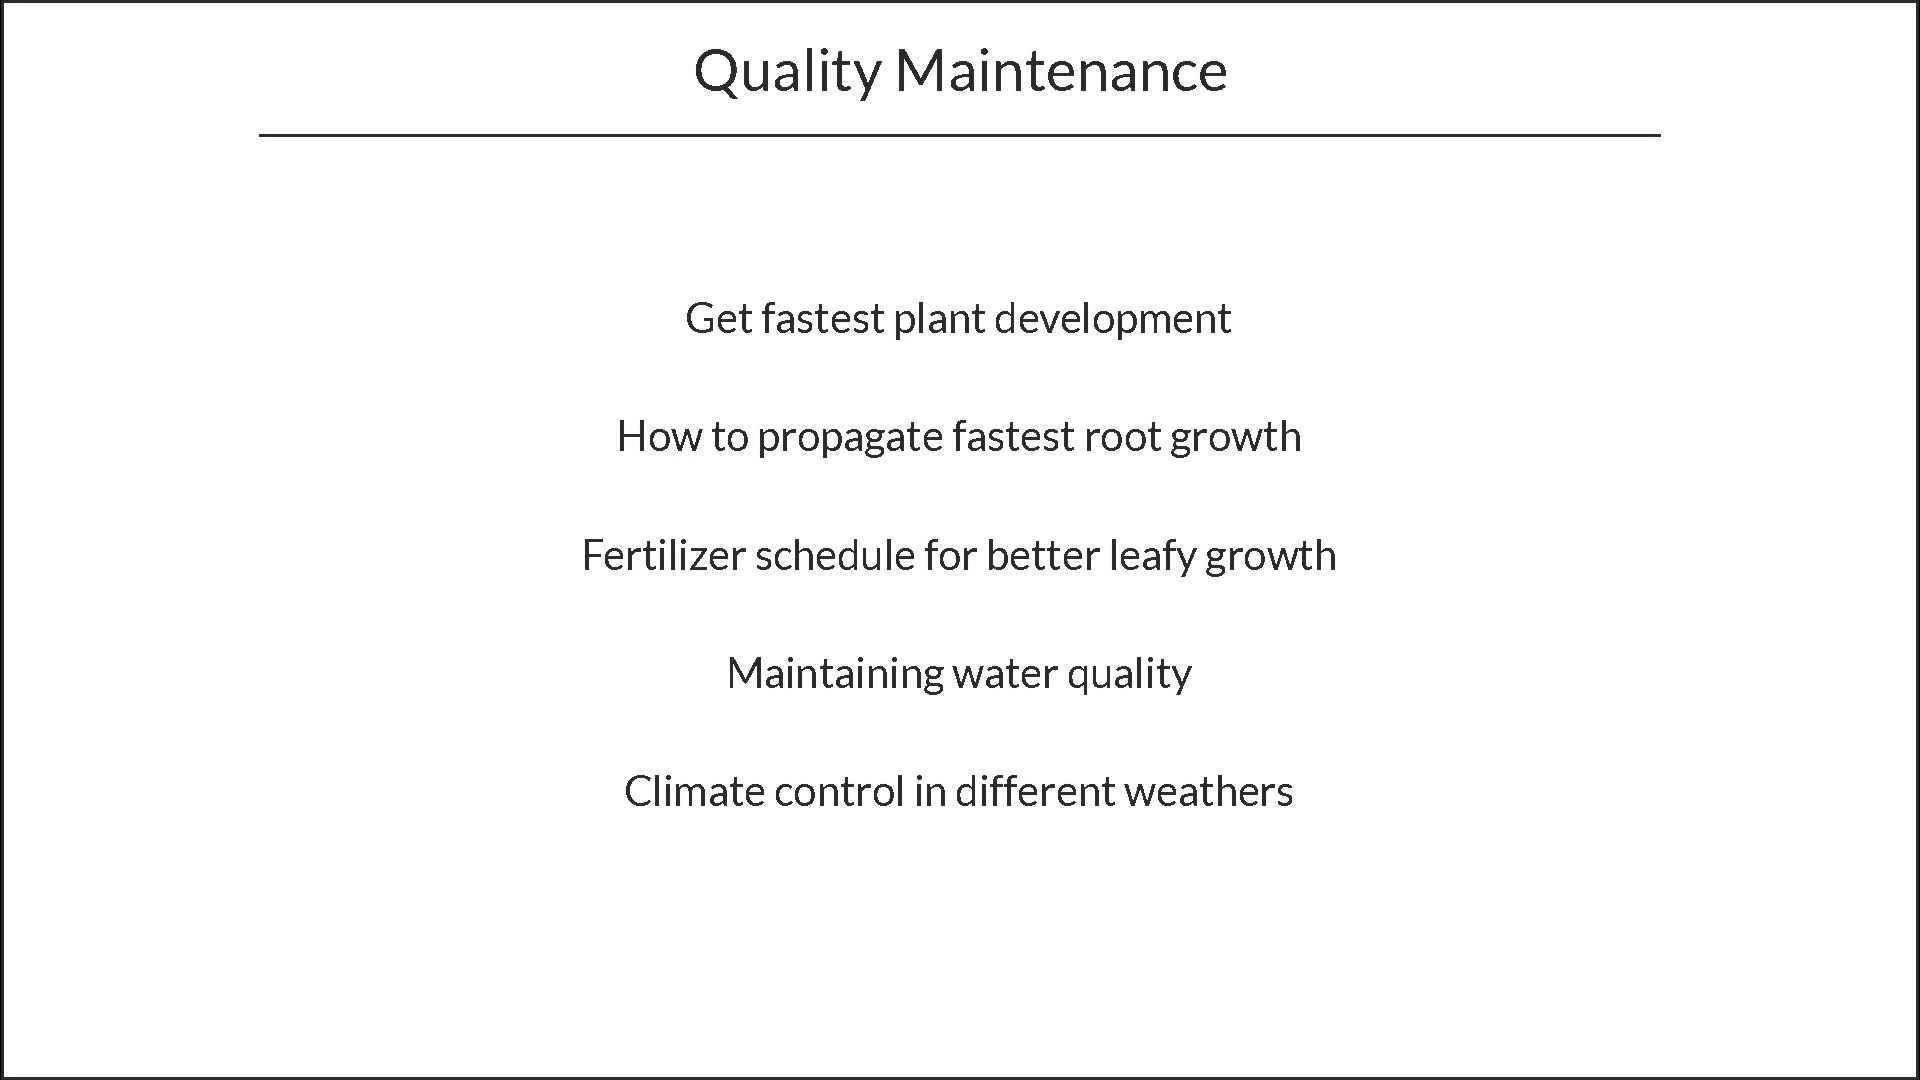 Quality Maintenance
Get fastest plant development
How to propagate fastest root growth
Fertilizer schedule for better leafy growth
Maintaining water quality
Climate control in different weathers